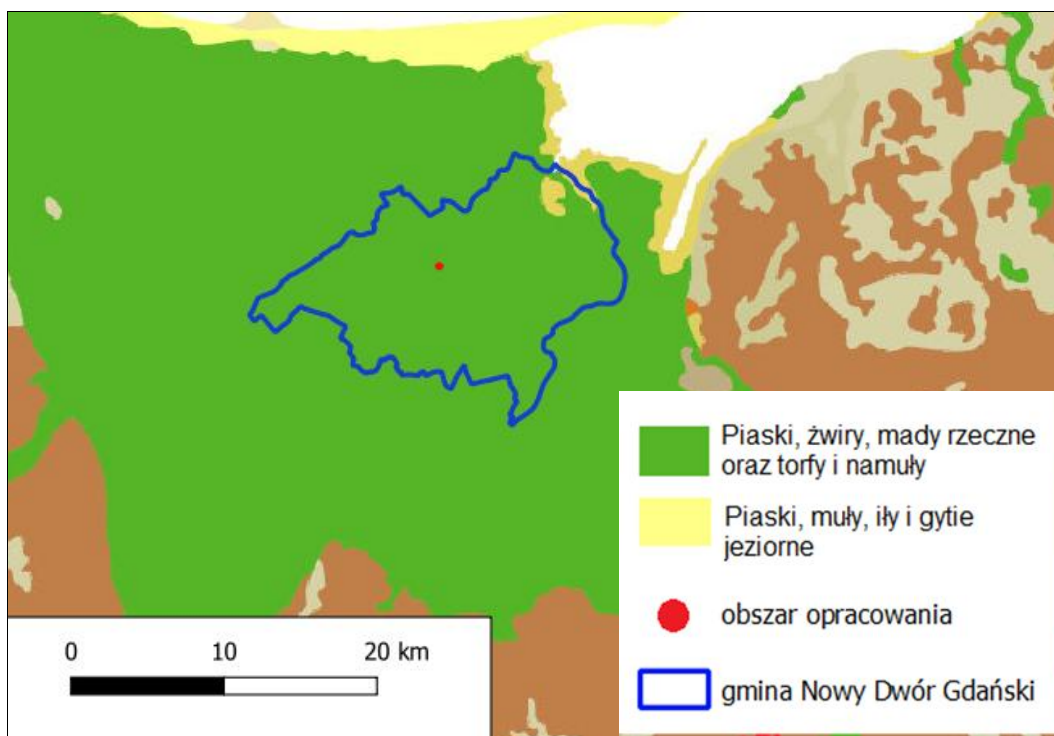 Piaski, żwiry, mady rzeczne
oraz torfy i namuły
Piaski, muły, iły i gytie
jeziorne
obszar opracowania
gmina Nowy Dwór Gdański
0 10 20 km